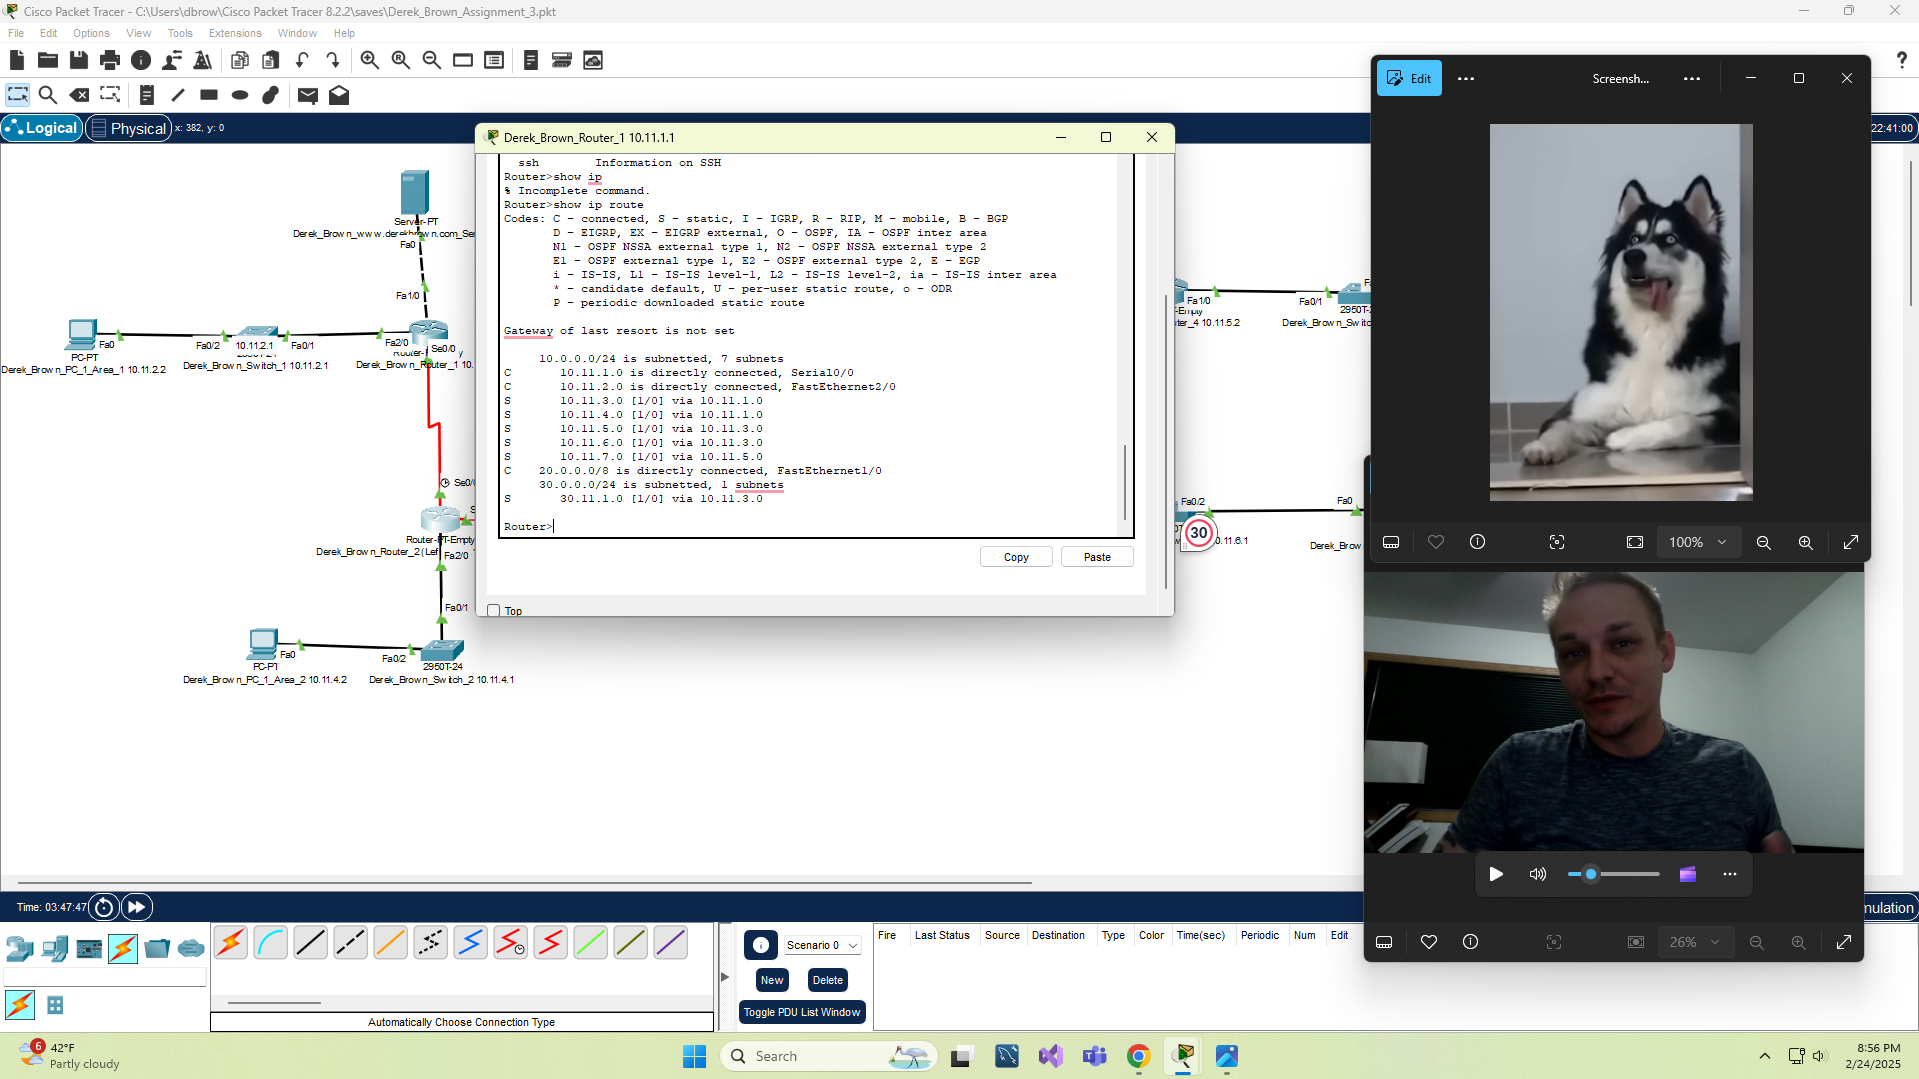 Cisco Packet Tracer - C:\Users\dbrow\Cisco Packet Tracer 8.2.2\saves\Derek_Brown_Assignment_3.pkt
File Edit Options View Tools Extensions Window Help
Logical Physical x: 382, y: 0
22:41:00
Derek_Brown_Router_1 10.11.1.1
ssh Information on SSH
Router>show ip
% Incomplete command.
Router>show ip route
Codes: C - connected, S - static, I - IGRP, R - RIP, M - mobile, B - BGP
D - EIGRP, EX - EIGRP external, O - OSPF, IA - OSPF inter area
N1 - OSPF NSSA external type 1, N2 - OSPF NSSA external type 2
E1 - OSPF external type 1, E2 - OSPF external type 2, E - EGP
i - IS-IS, L1 - IS-IS level-1, L2 - IS-IS level-2, ia - IS-IS inter area
* - candidate default, U - per-user static route, o - ODR
P - periodic downloaded static route
Gateway of last resort is not set
10.0.0.0/24 is subnetted, 7 subnets
C 10.11.1.0 is directly connected, Serial0/0
C 10.11.2.0 is directly connected, FastEthernet2/0
S 10.11.3.0 [1/0] via 10.11.1.0
S 10.11.4.0 [1/0] via 10.11.1.0
S 10.11.5.0 [1/0] via 10.11.3.0
S 10.11.6.0 [1/0] via 10.11.3.0
S 10.11.7.0 [1/0] via 10.11.5.0
C 20.0.0.0/8 is directly connected, FastEthernet1/0
30.0.0.0/24 is subnetted, 1 subnets
S 30.11.1.0 [1/0] via 10.11.3.0
Router>
Copy Paste
Top
Server-PT
Derek_Brown_www.derekbrown.com_Se
Fa0
Fa1/0
Fa0
Fa0/2
10.11.2.1
Fa0/1
Fa2/0
Se0/0
PC-PT
Derek_Brown_PC_1_Area_1 10.11.2.2
Derek_Brown_Switch_1 10.11.2.1
Derek_Brown_Router_1 10.
Se0/
Router-PT-Empty
Derek_Brown_Router_2(Lef
Fa2/0
Fa0/1
Fa0
Fa0/2
PC-PT
2950T-24
Derek_Brown_PC_1_Area_2 10.11.4.2
Derek_Brown_Switch_2 10.11.4.1
Fa1/0
Fa0/1
-Empty
2950T-
ter_4 10.11.5.2
Derek_Brown_Switc
Fa0/2
Fa0
30
0.11.6.1
Derek_Brow
Edit
Screensh...
100%
26%
Time: 03:47:47
mulation
Automatically Choose Connection Type
Scenario 0
New Delete
Toggle PDU List Window
Fire Last Status Source Destination Type Color Time(sec) Periodic Num Edit
6
42°F
Partly cloudy
Search
8:56 PM
2/24/2025